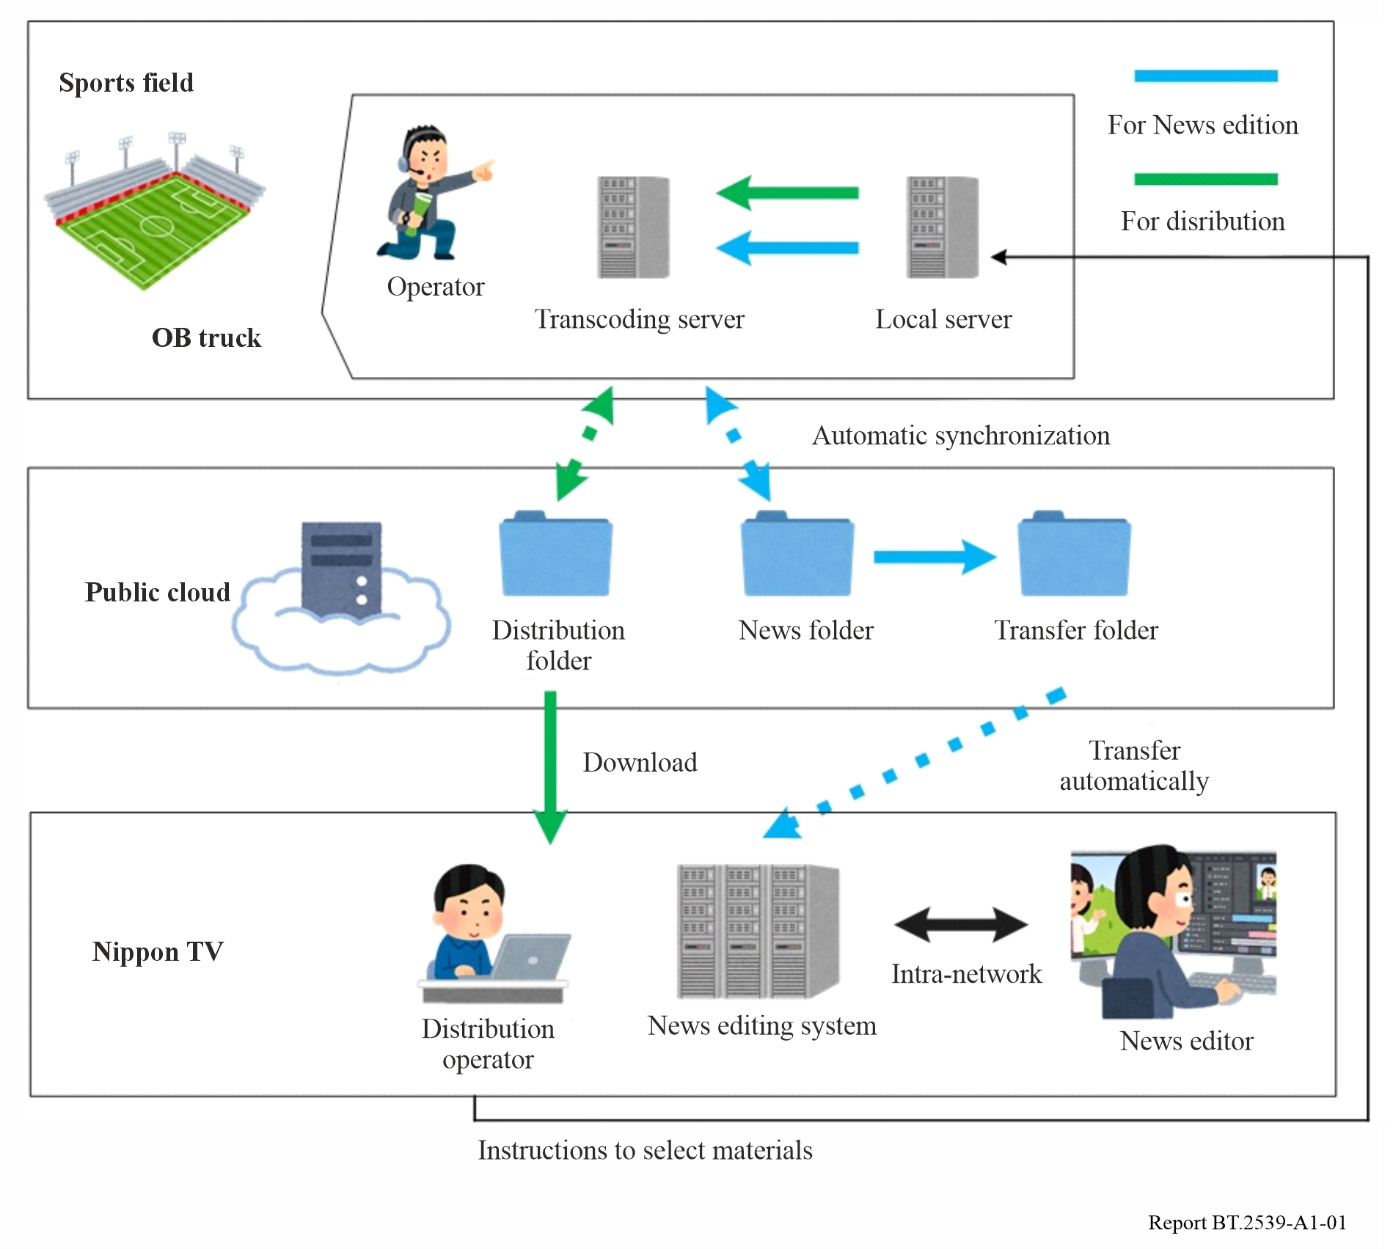 Sports field
For News edition
For disribution
Operator
Transcoding server
Local server
OB truck
Automatic synchronization
Public cloud
Distribution
folder
News folder
Transfer folder
Download
Transfer
automatically
Nippon TV
Intra-network
Distribution
operator
News editing system
News editor
Instructions to select materials
Report BT.2539-A1-01